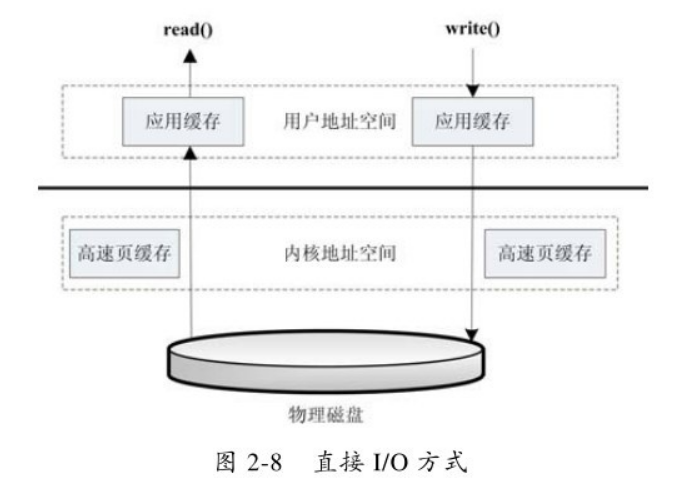 read() write()
应用缓存 用户地址空间 应用缓存
高速页缓存 内核地址空间 高速页缓存
物理磁盘
图 2-8 直接 I/O 方式